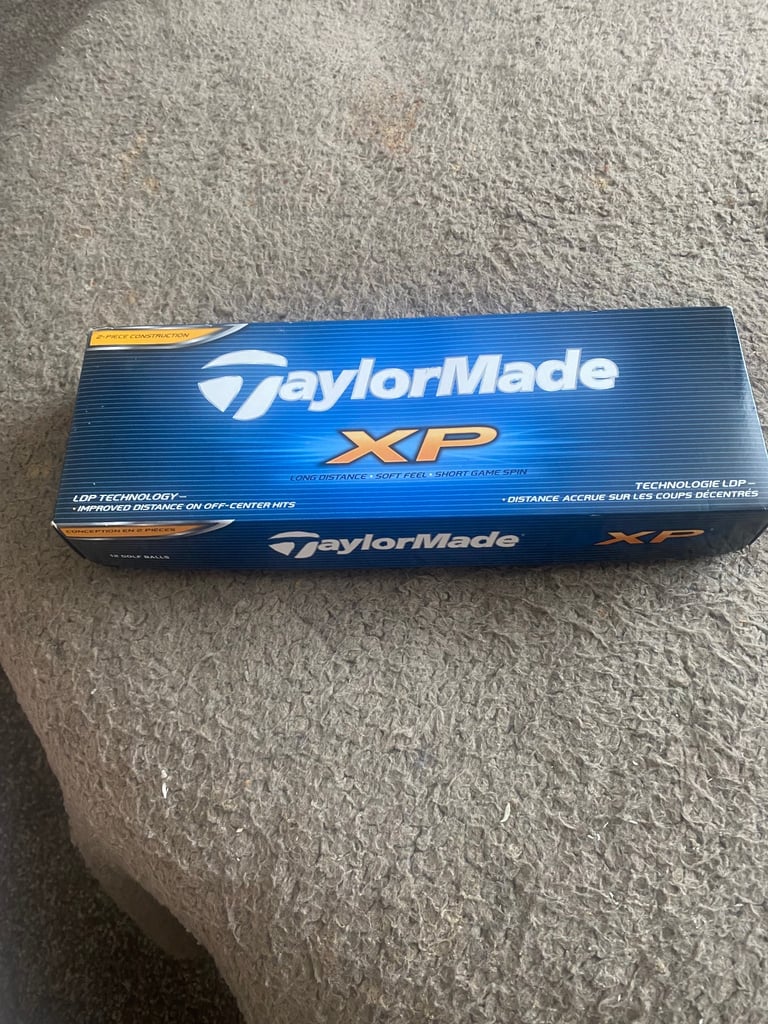 2-PIECE CONSTRUCTION
TaylorMade
XP
LONG DISTANCE • SOFT FEEL • SHORT GAME SPIN
LDP TECHNOLOGY—
• IMPROVED DISTANCE ON OFF-CENTER HITS
TECHNOLOGIE LDP—
• DISTANCE ACCRUE SUR LES COUPS DÉCENTRÉS
CONCEPTION EN 2 PIÈCES
12 GOLF BALLS
TaylorMade
XP